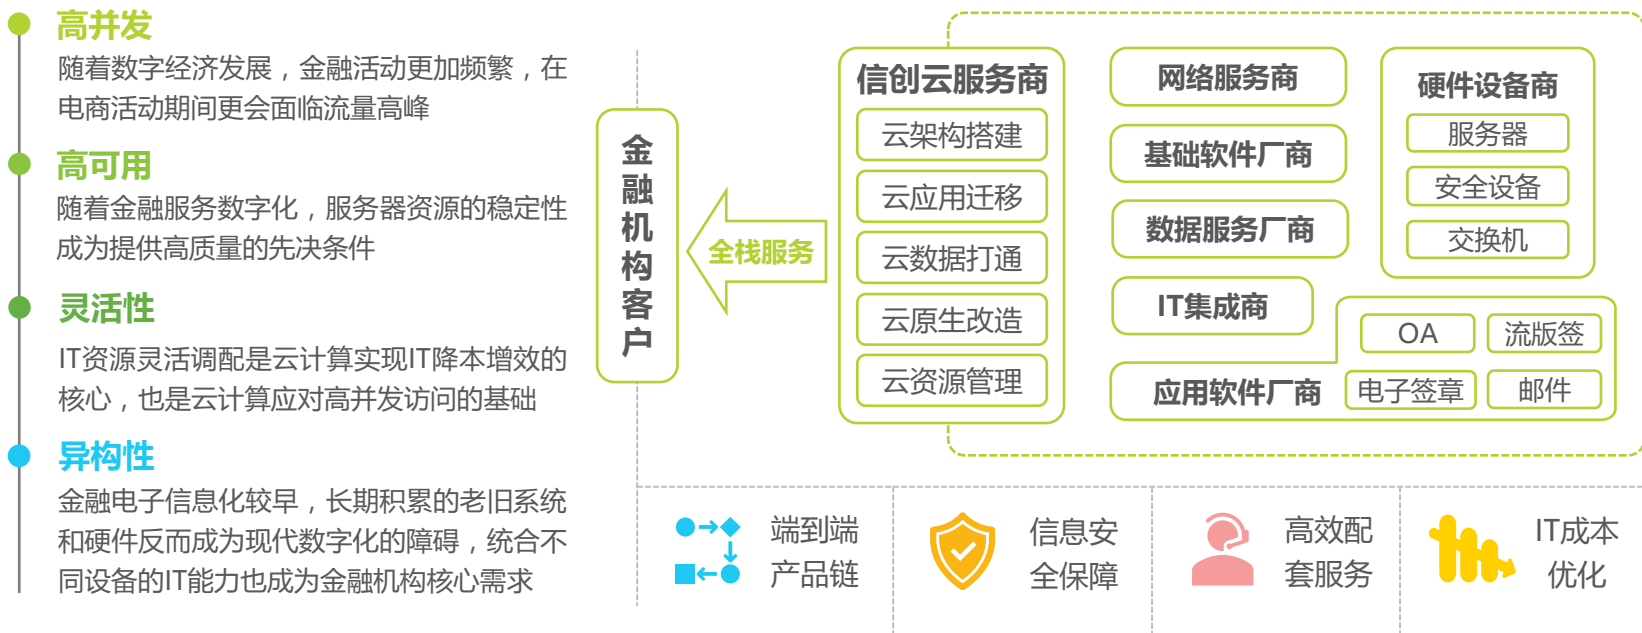 高并发
随着数字经济发展，金融活动更加频繁，在
电商活动期间更会面临流量高峰
高可用
随着金融服务数字化，服务器资源的稳定性
成为提供高质量的先决条件
灵活性
IT资源灵活调配是云计算实现IT降本增效的
核心，也是云计算应对高并发访问的基础
异构性
金融电子信息化较早，长期积累的老旧系统
和硬件反而成为现代数字化的障碍，统合不
同设备的IT能力也成为金融机构核心需求
金融机构客户
全栈服务
信创云服务商
云架构搭建
云应用迁移
云数据打通
云原生改造
云资源管理
网络服务商
基础软件厂商
数据服务厂商
IT集成商
应用软件厂商
硬件设备商
服务器
安全设备
交换机
OA
流版签
电子签章
邮件
端到端
产品链
信息安
全保障
高效配
套服务
IT成本
优化